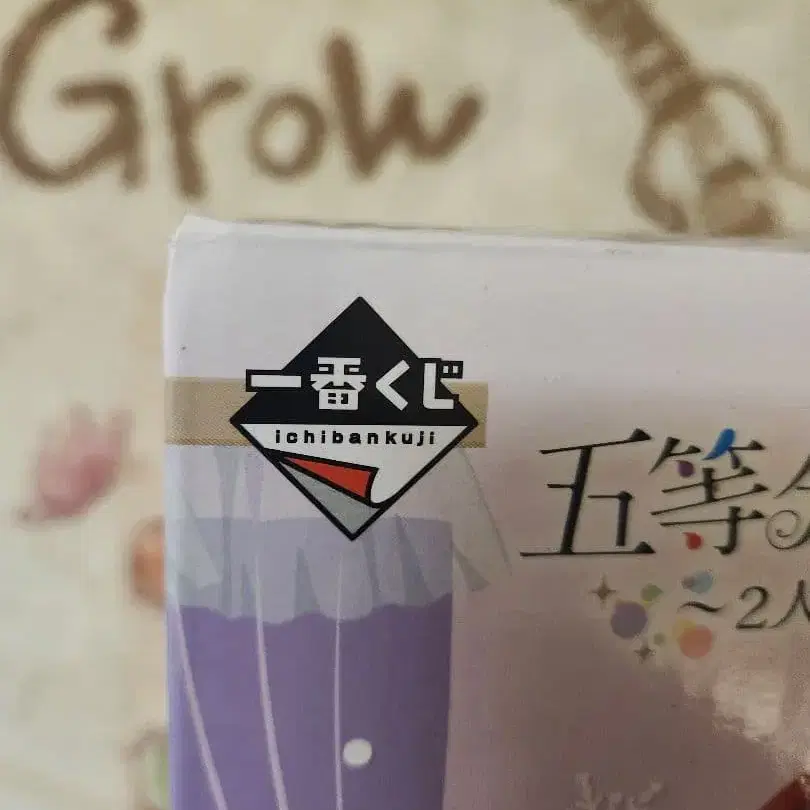 Grow
一番くじ
ichibankuji
五等
～2人